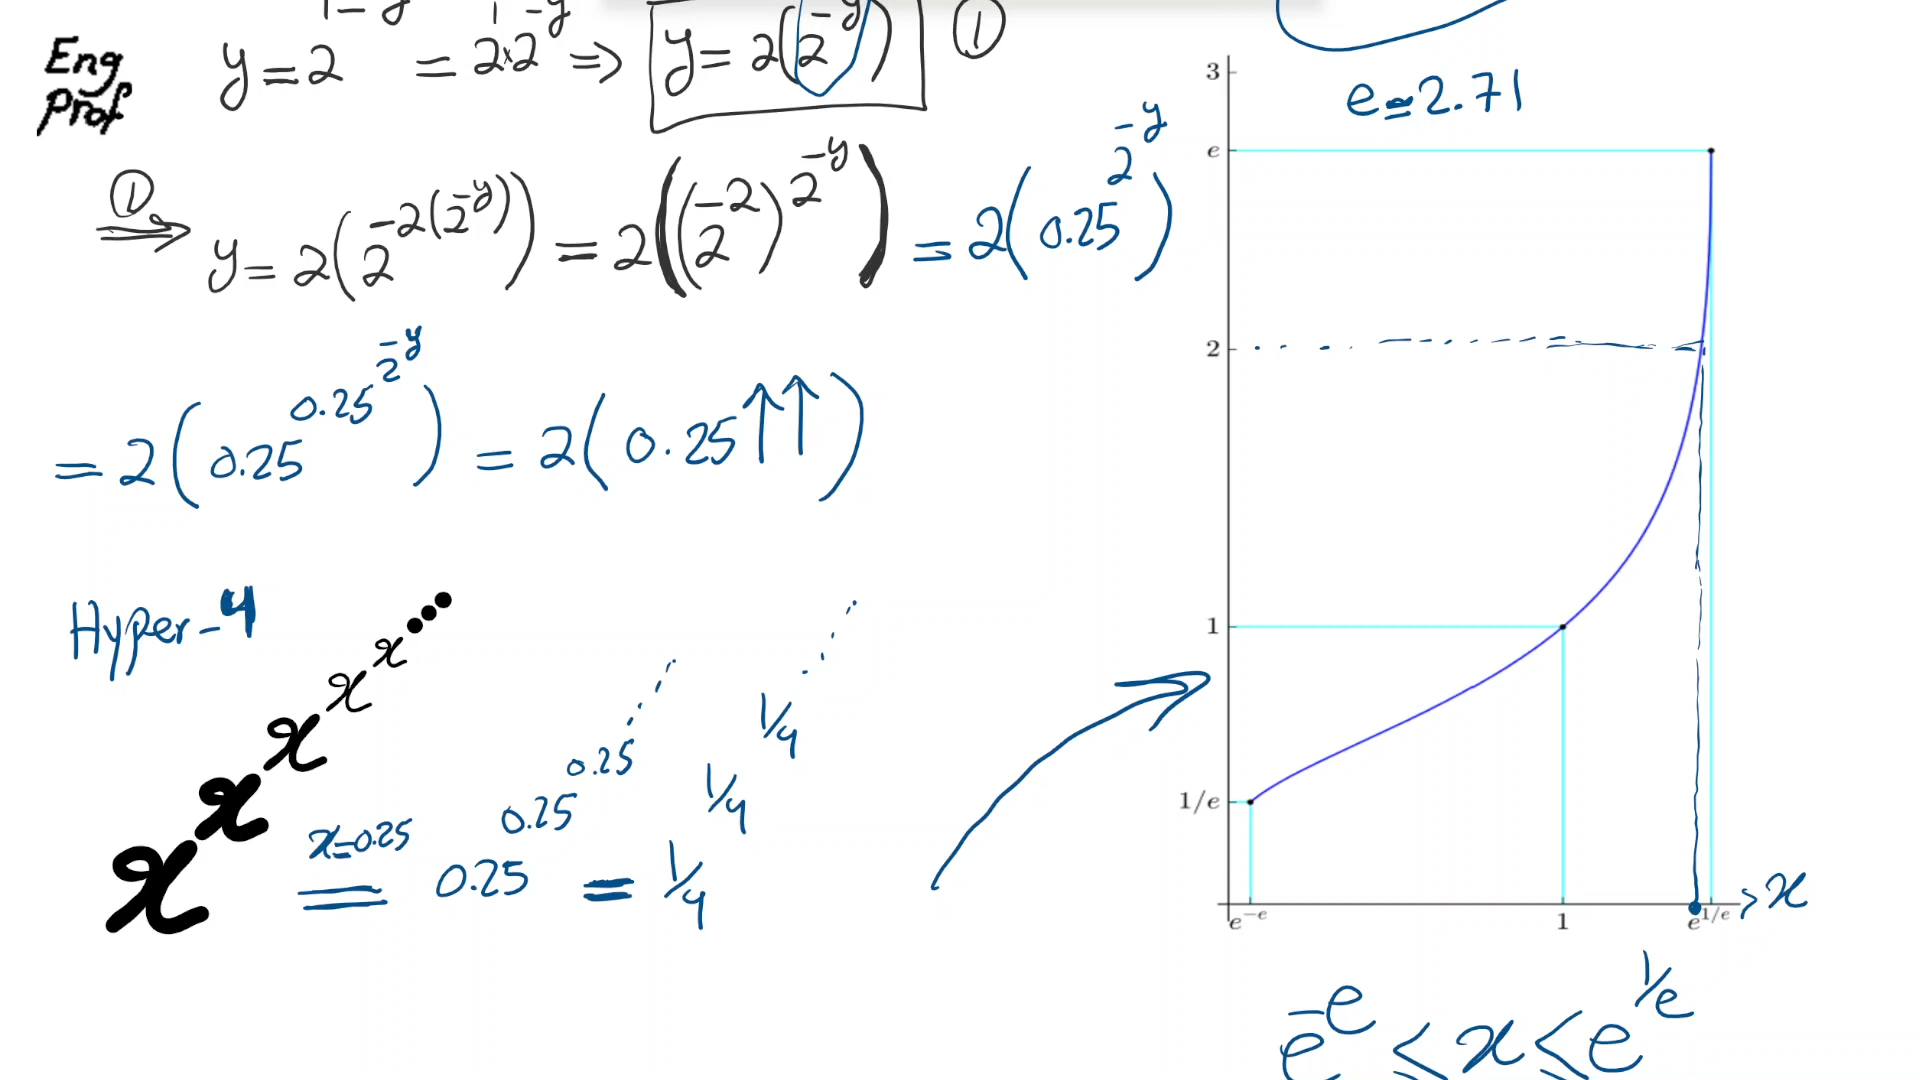 Eng
Prof
y = 2^{1-y} = 2×2^{-y} ⇒ y = 2(2^{-y}) ①
① ⇒ y = 2(2^{-2(2^{-y})}) = 2((2^{-2})^{2^{-y}}) = 2(0.25^{2^{-y}})
= 2(0.25^{0.25^{2^{-y}}}) = 2(0.25↑↑)
Hyper-4
x^{x^{x^{x^{x^{...}}}}} =^{x=0.25} 0.25^{0.25^{0.25^{...}}} = 1/4^{1/4^{1/4^{...}}}
e≃2.71
3
e
2
1
1/e
e^{-e} 1 e^{1/e} x
e^{-e} ≤ x ≤ e^{1/e}